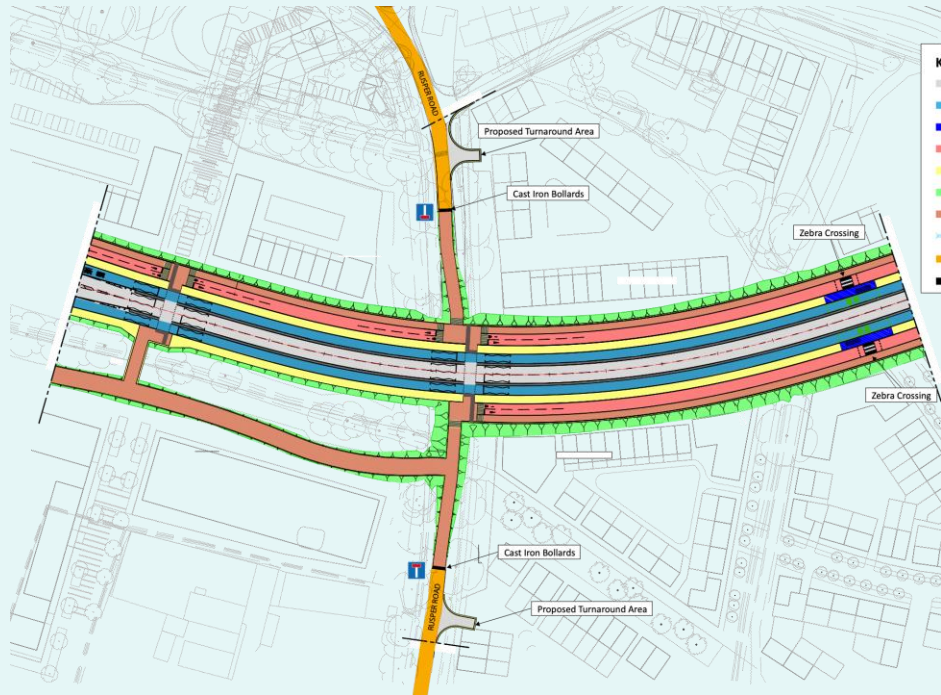 RUSPER ROAD
Proposed Turnaround Area
Cast Iron Bollards
Zebra Crossing
K
Zebra Crossing
Cast Iron Bollards
RUSPER ROAD
Proposed Turnaround Area